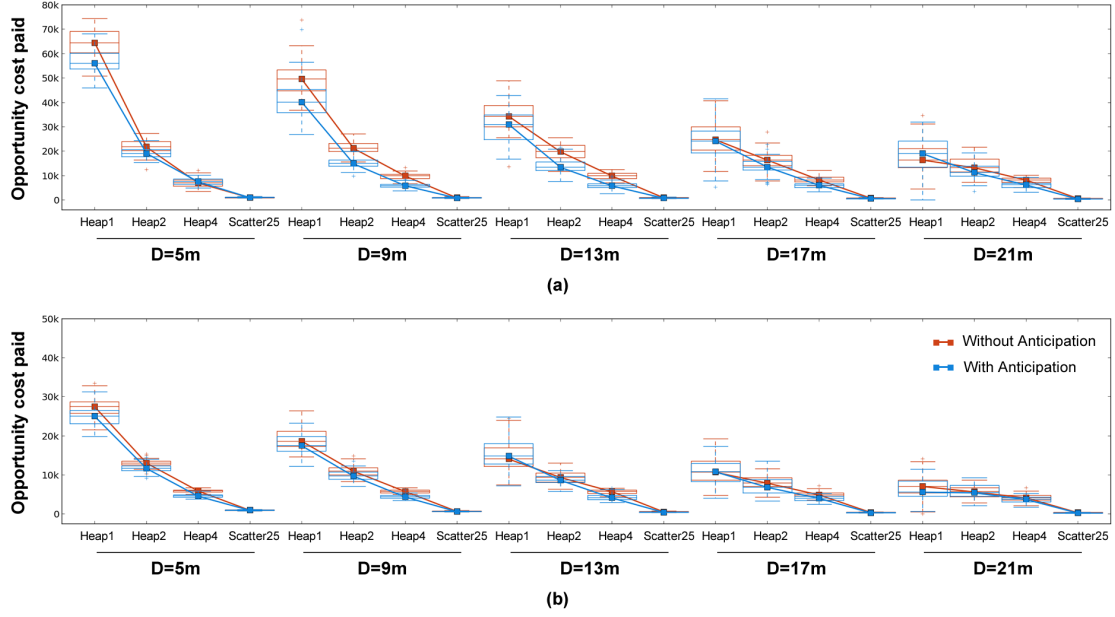 Opportunity cost paid
80k
70k
60k
50k
40k
30k
20k
10k
0
Heap1 Heap2 Heap4 Scatter25 Heap1 Heap2 Heap4 Scatter25 Heap1 Heap2 Heap4 Scatter25 Heap1 Heap2 Heap4 Scatter25 Heap1 Heap2 Heap4 Scatter25
D=5m D=9m D=13m D=17m D=21m
(a)
Opportunity cost paid
50k
40k
30k
20k
10k
0
Without Anticipation
With Anticipation
Heap1 Heap2 Heap4 Scatter25 Heap1 Heap2 Heap4 Scatter25 Heap1 Heap2 Heap4 Scatter25 Heap1 Heap2 Heap4 Scatter25 Heap1 Heap2 Heap4 Scatter25
D=5m D=9m D=13m D=17m D=21m
(b)